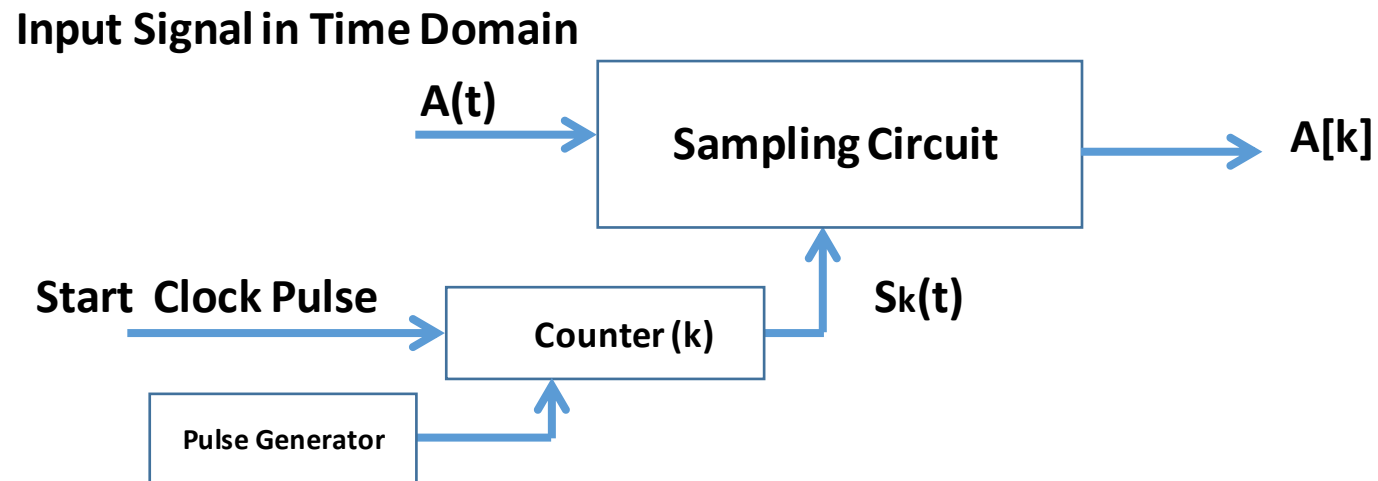 Input Signal in Time Domain
A(t)
Sampling Circuit
A[k]
Start Clock Pulse
Sk(t)
Counter (k)
Pulse Generator